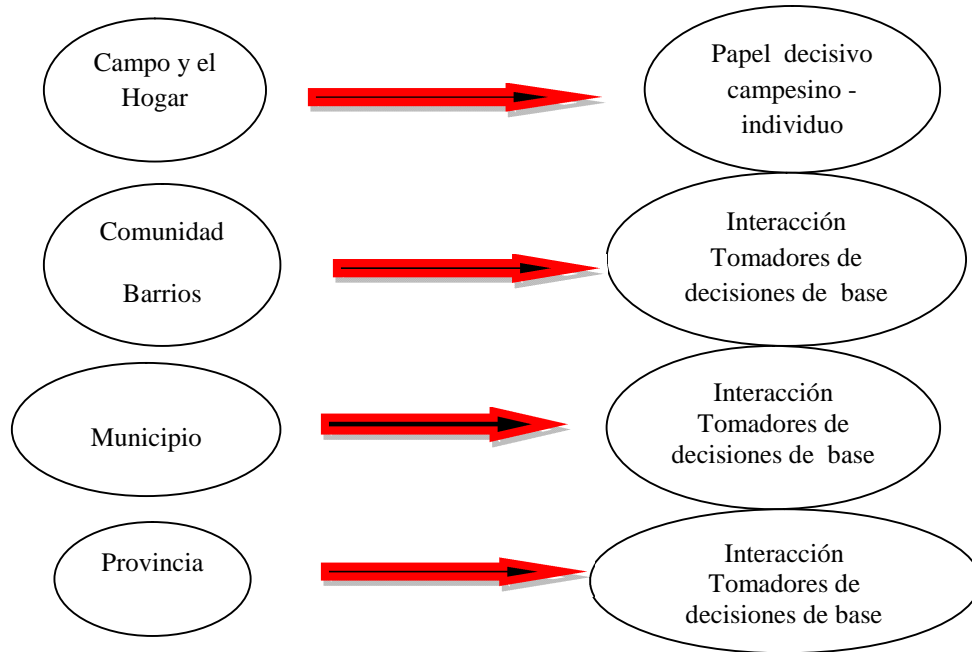 Campo y el
Hogar
Papel decisivo
campesino -
individuo
Comunidad
Barrios
Interacción
Tomadores de
decisiones de base
Municipio
Interacción
Tomadores de
decisiones de base
Provincia
Interacción
Tomadores de
decisiones de base